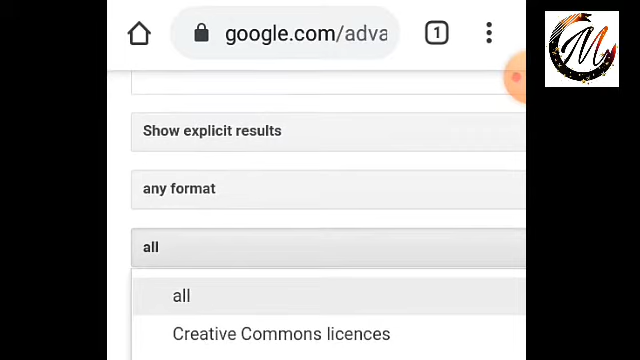 google.com/adva
1
M
Show explicit results
any format
all
all
Creative Commons licences